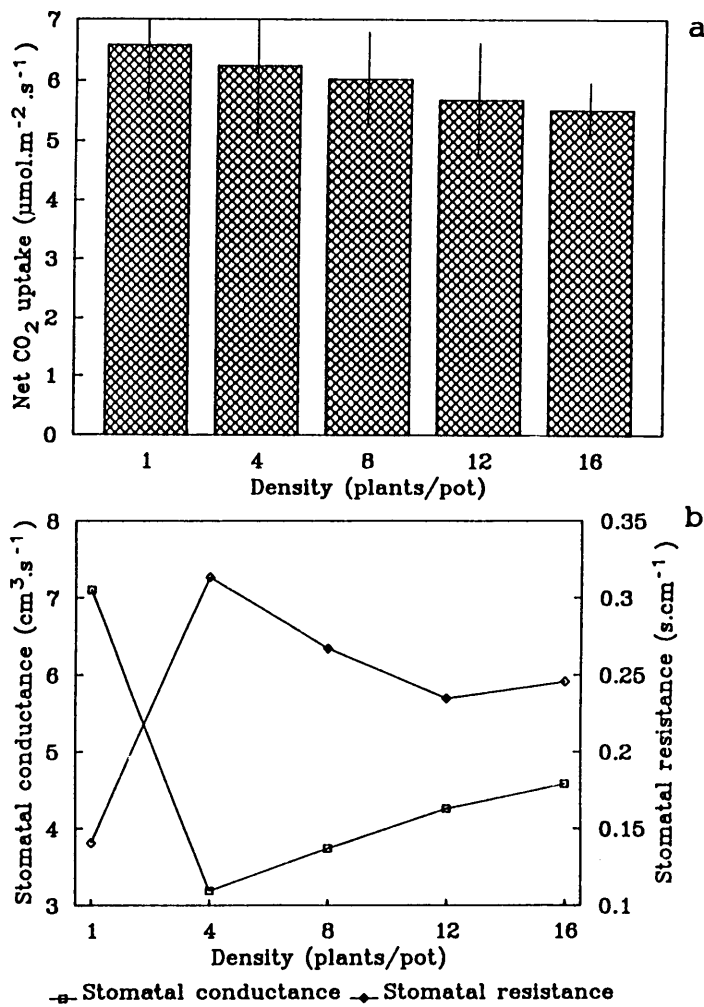 a
Net CO2 uptake (µmol.m-2.s-1)
7
6
5
4
3
2
1
0
1 4 8 12 16
Density (plants/pot)
b
Stomatal conductance (cm3.s-1)
8
7
6
5
4
3
Stomatal resistance (s.cm-1)
0.35
0.3
0.25
0.2
0.15
0.1
1 4 8 12 16
Density (plants/pot)
Stomatal conductance Stomatal resistance